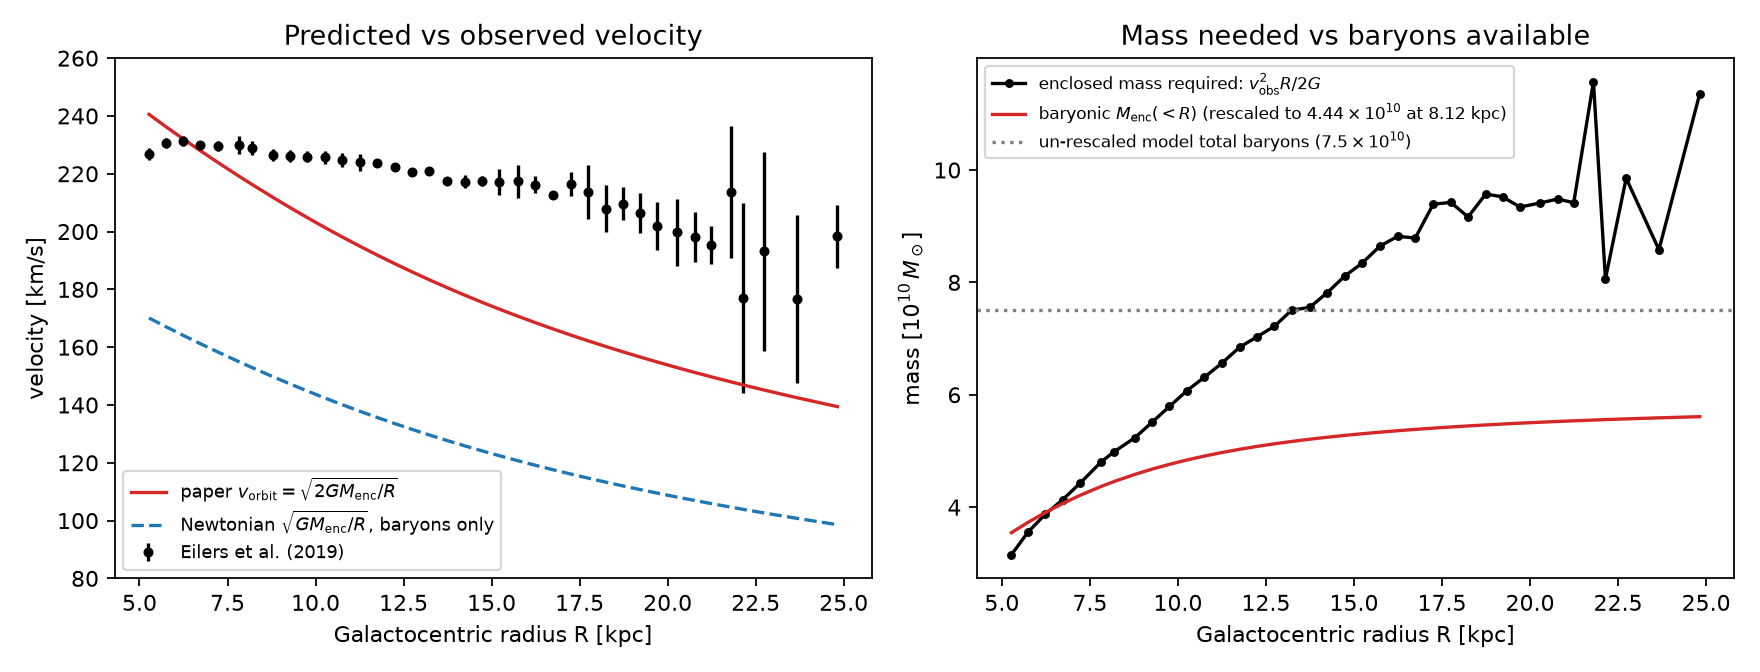 Predicted vs observed velocity
260
240
220
200
180
160
140
120
100
80
velocity [km/s]
paper v_orbit = √2GM_enc/R
Newtonian √GM_enc/R, baryons only
Eilers et al. (2019)
5.0 7.5 10.0 12.5 15.0 17.5 20.0 22.5 25.0
Galactocentric radius R [kpc]
Mass needed vs baryons available
enclosed mass required: v²_obs R/2G
baryonic M_enc(< R) (rescaled to 4.44 × 10¹⁰ at 8.12 kpc)
un-rescaled model total baryons (7.5 × 10¹⁰)
10
8
6
4
mass [10¹⁰ M_⊙]
5.0 7.5 10.0 12.5 15.0 17.5 20.0 22.5 25.0
Galactocentric radius R [kpc]